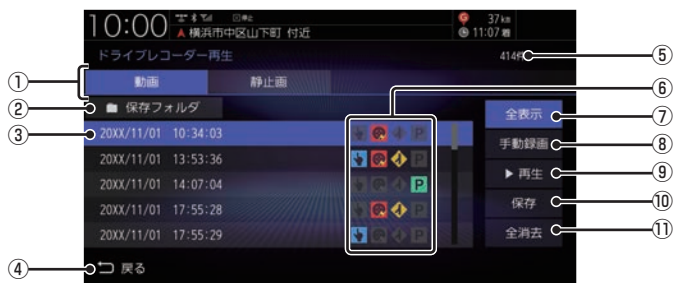 10:00
横浜市中区山下町 付近
37km
11:07着
ドライブレコーダー再生
414件
⑤
①
動画
静止画
⑥
②
保存フォルダ
全表示
⑦
③
20XX/11/01 10:34:03
手動録画
⑧
20XX/11/01 13:53:36
P
20XX/11/01 14:07:04
P
▶ 再生
⑨
20XX/11/01 17:55:28
P
保存
⑩
20XX/11/01 17:55:29
P
全消去
⑪
④
戻る